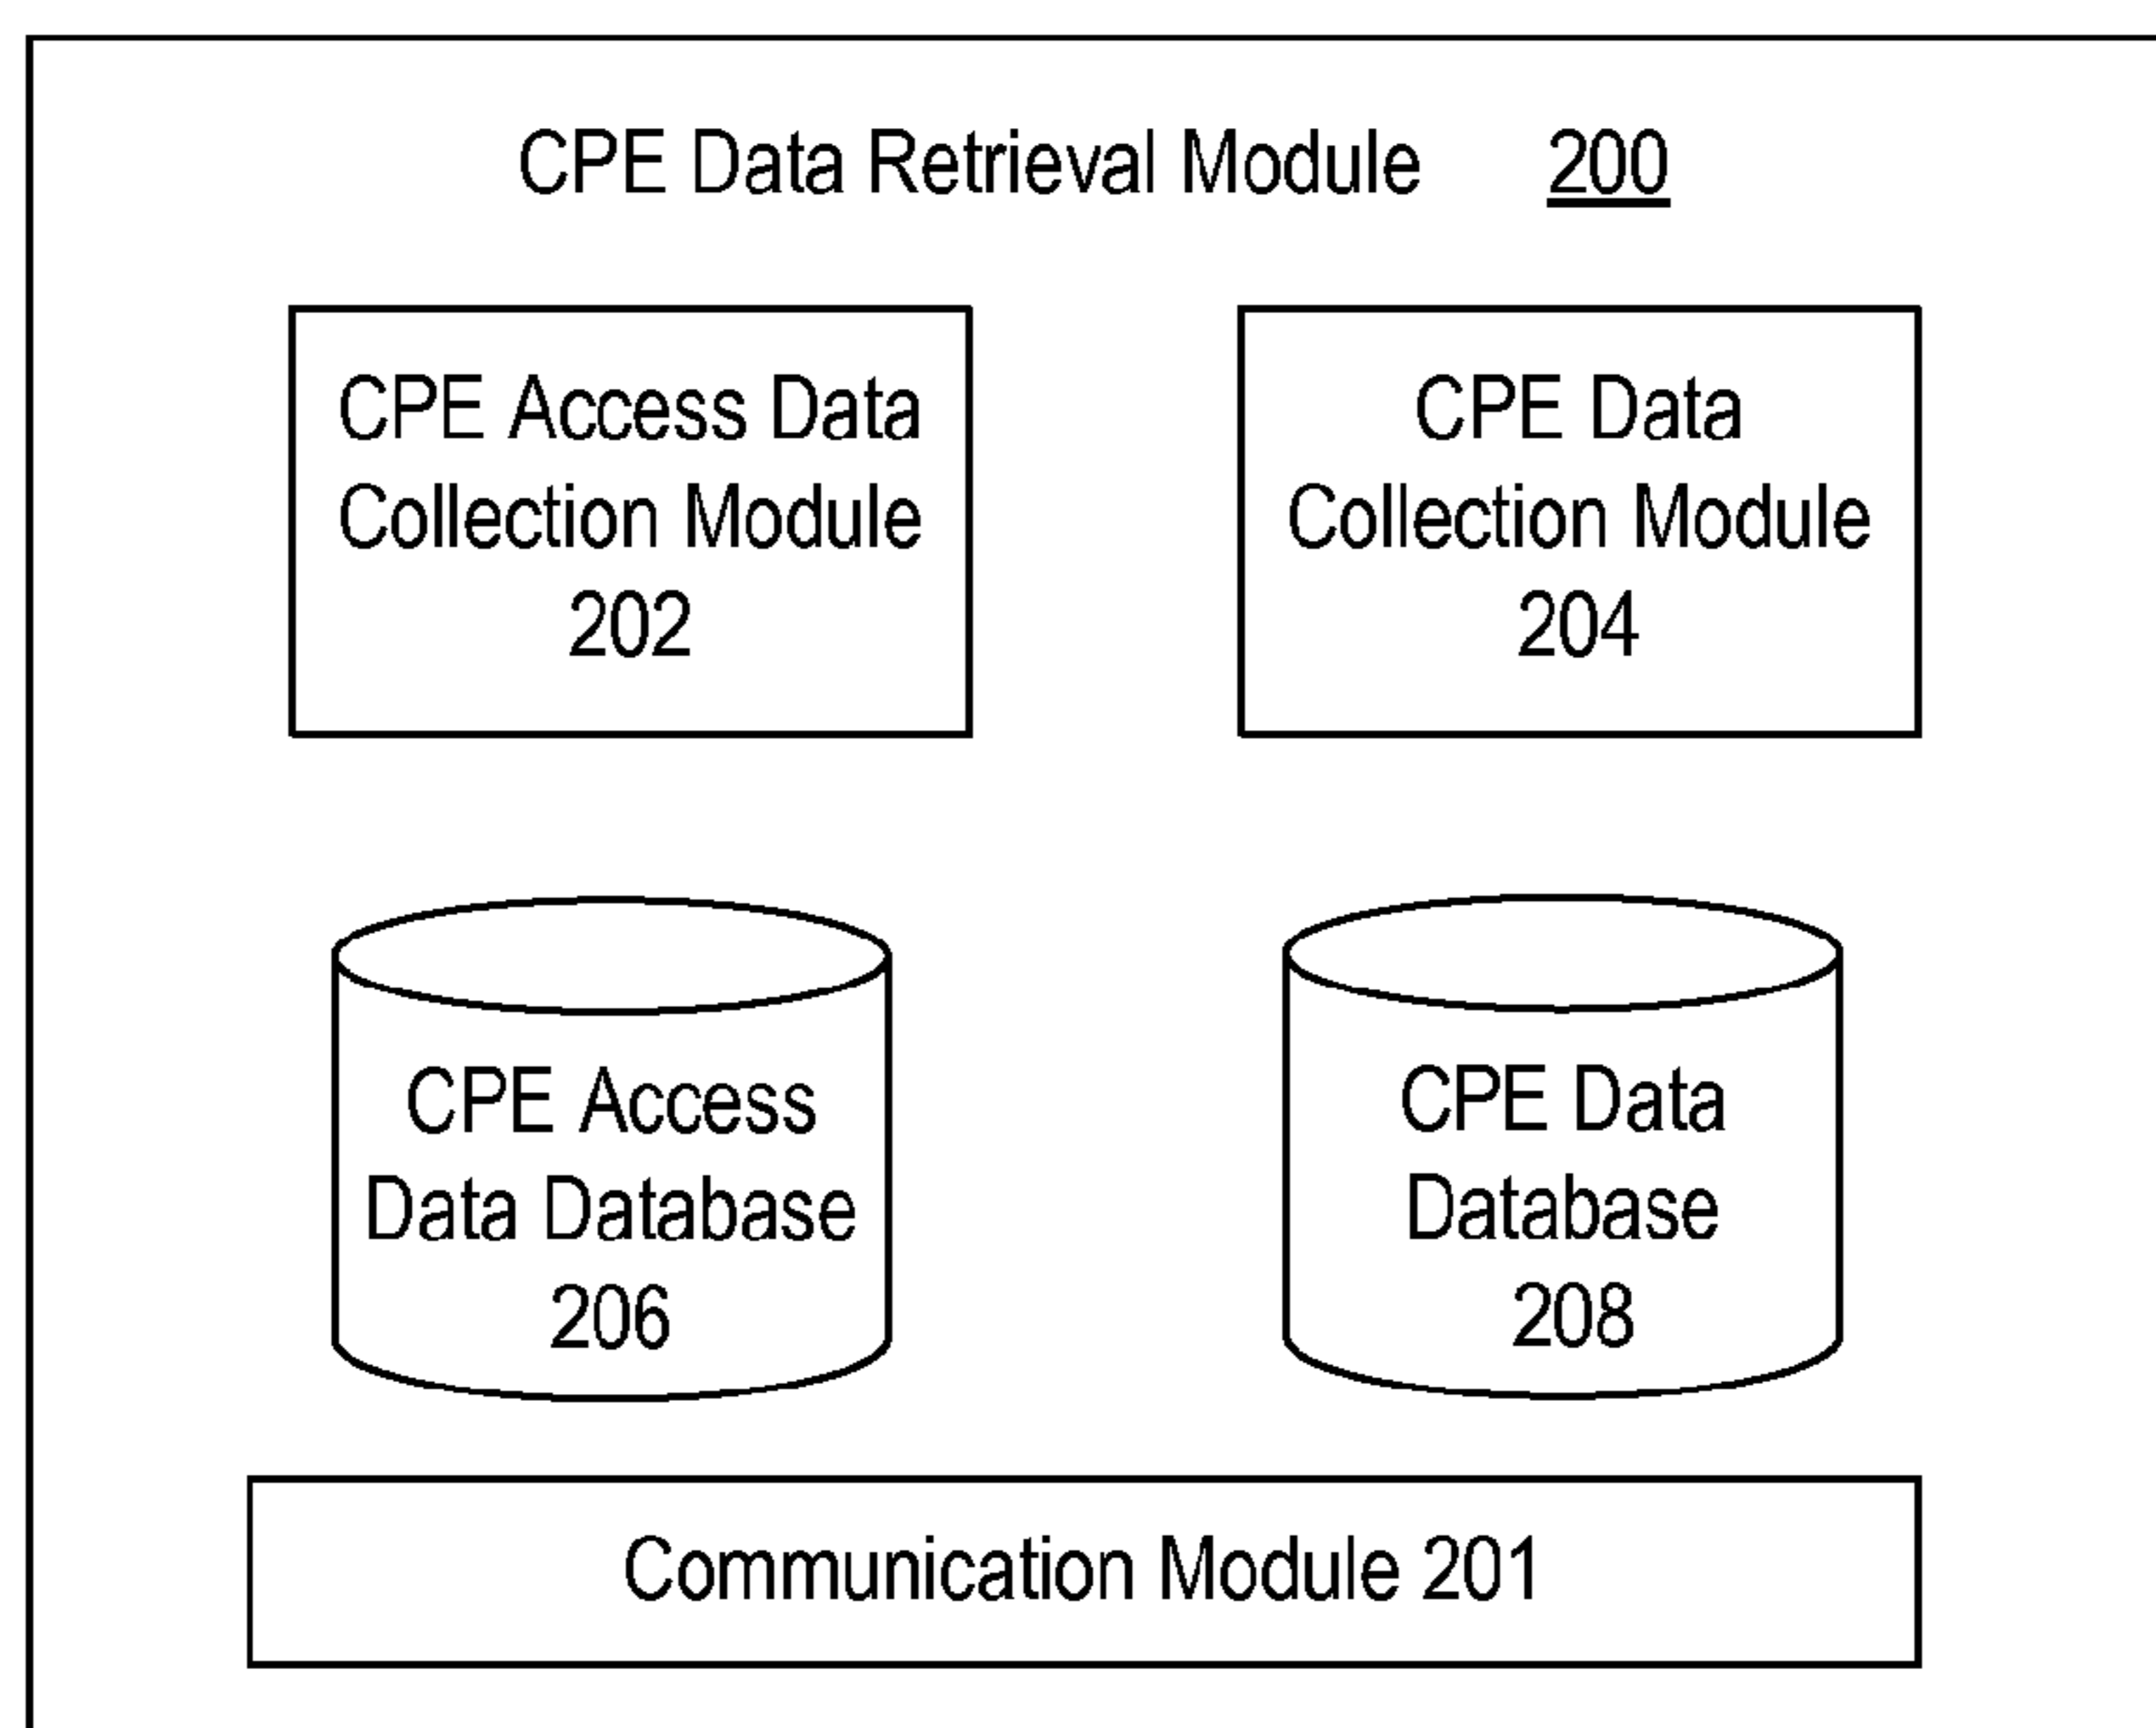 CPE Data Retrieval Module 200
CPE Access Data
Collection Module
202
CPE Data
Collection Module
204
CPE Access
Data Database
206
CPE Data
Database
208
Communication Module 201